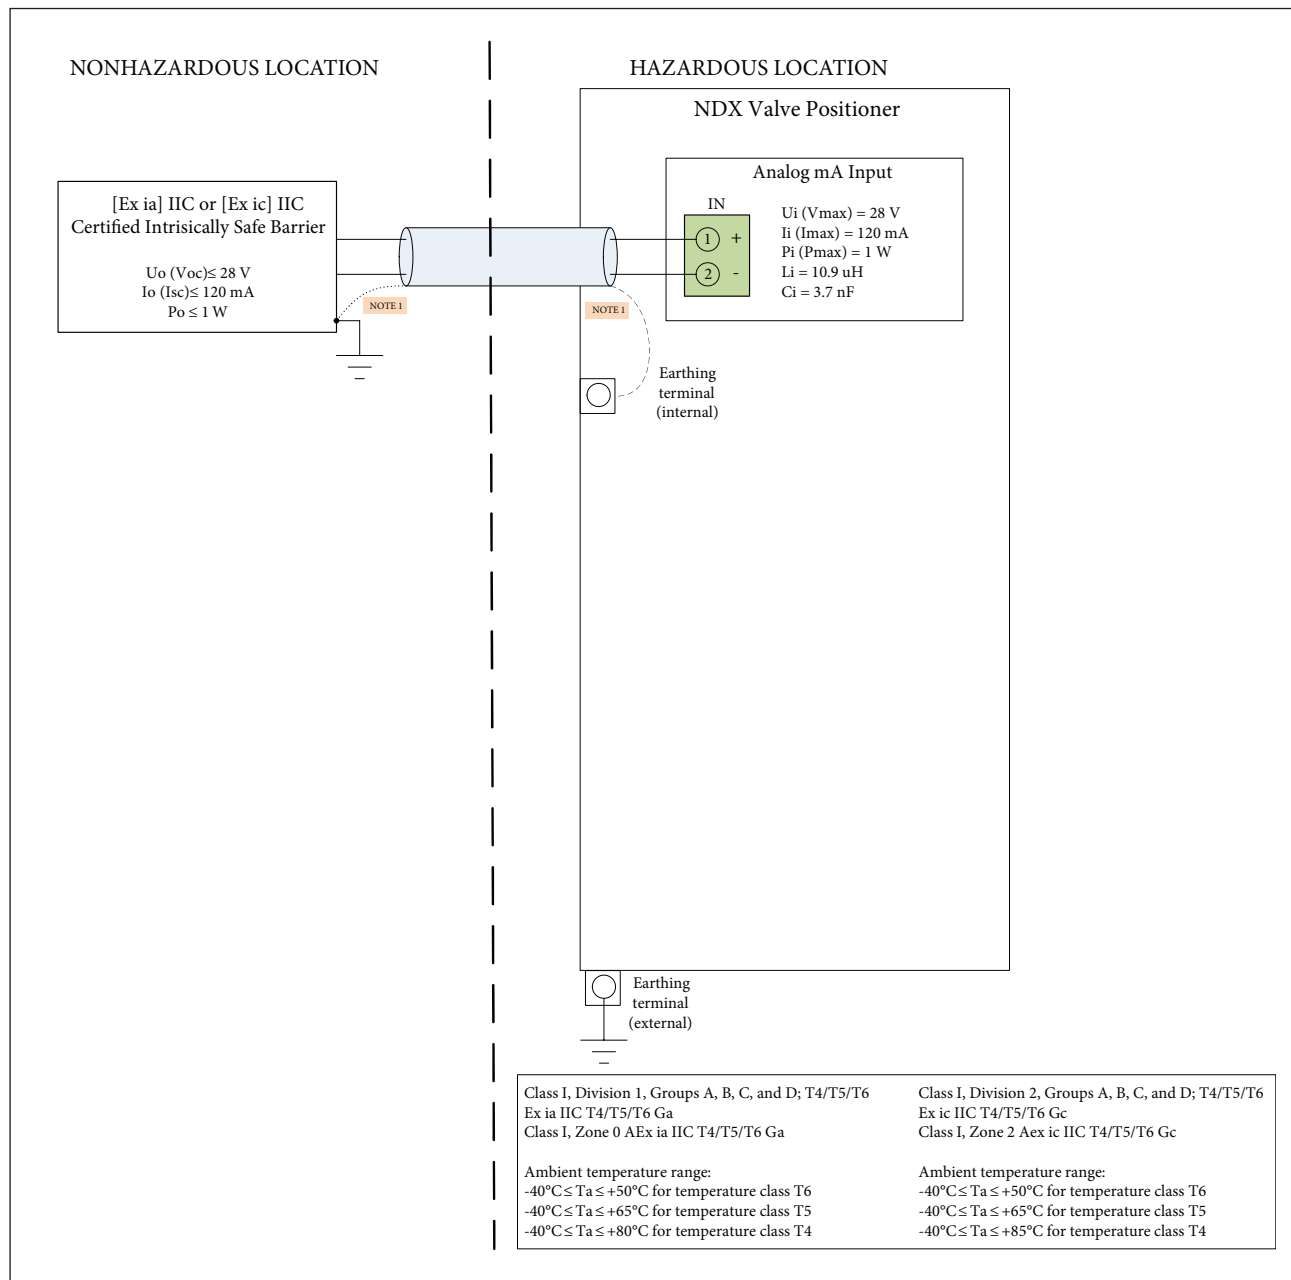 NONHAZARDOUS LOCATION
HAZARDOUS LOCATION
NDX Valve Positioner
[Ex ia] IIC or [Ex ic] IIC
Certified Intrisically Safe Barrier
Uo (Voc)≤ 28 V
Io (Isc)≤ 120 mA
Po ≤ 1 W
NOTE 1
NOTE 1
Analog mA Input
IN
1 +
2 -
Ui (Vmax) = 28 V
Ii (Imax) = 120 mA
Pi (Pmax) = 1 W
Li = 10.9 uH
Ci = 3.7 nF
Earthing
terminal
(internal)
Earthing
terminal
(external)
Class I, Division 1, Groups A, B, C, and D; T4/T5/T6
Ex ia IIC T4/T5/T6 Ga
Class I, Zone 0 AEx ia IIC T4/T5/T6 Ga
Ambient temperature range:
-40°C≤ Ta ≤ +50°C for temperature class T6
-40°C≤ Ta ≤ +65°C for temperature class T5
-40°C≤ Ta ≤ +80°C for temperature class T4
Class I, Division 2, Groups A, B, C, and D; T4/T5/T6
Ex ic IIC T4/T5/T6 Gc
Class I, Zone 2 Aex ic IIC T4/T5/T6 Gc
Ambient temperature range:
-40°C≤ Ta ≤ +50°C for temperature class T6
-40°C≤ Ta ≤ +65°C for temperature class T5
-40°C≤ Ta ≤ +85°C for temperature class T4